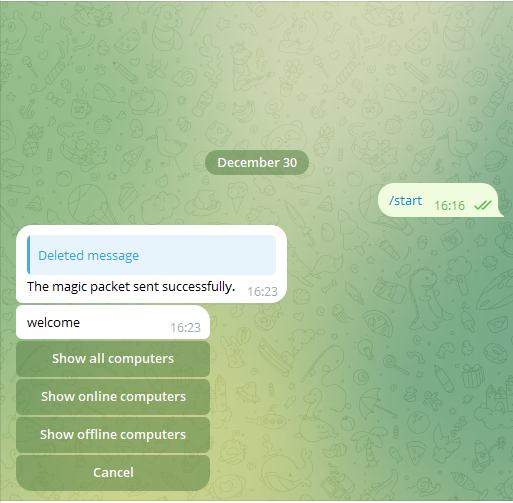 December 30
/start 16:16
Deleted message
The magic packet sent successfully. 16:23
welcome 16:23
Show all computers
Show online computers
Show offline computers
Cancel